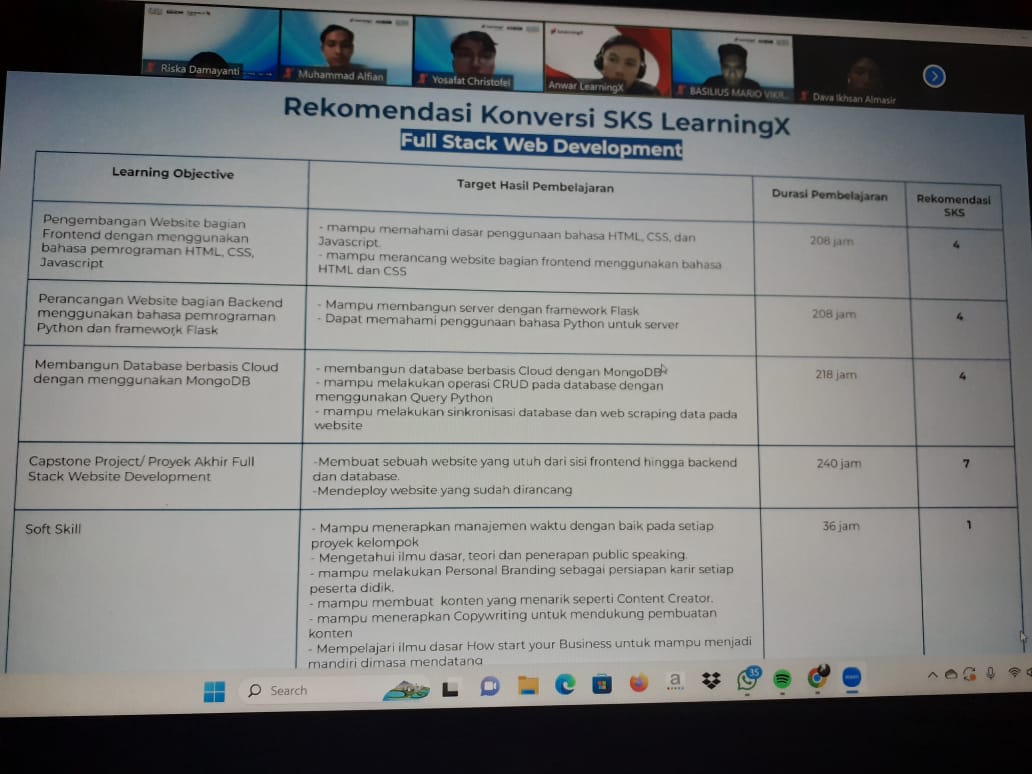 Riska Damayanti
Muhammad Alfian
Yosafat Christofel
Anwar LearningX
BASILIUS MARIO VIKR...
Dava Ikhsan Almasir
Rekomendasi Konversi SKS LearningX
Full Stack Web Development
Learning Objective
Target Hasil Pembelajaran
Durasi Pembelajaran
Rekomendasi
SKS
Pengembangan Website bagian
Frontend dengan menggunakan
bahasa pemrograman HTML, CSS,
Javascript
- mampu memahami dasar penggunaan bahasa HTML, CSS, dan
Javascript.
- mampu merancang website bagian frontend menggunakan bahasa
HTML dan CSS
208 jam
4
Perancangan Website bagian Backend
menggunakan bahasa pemrograman
Python dan framework Flask
- Mampu membangun server dengan framework Flask
- Dapat memahami penggunaan bahasa Python untuk server
208 jam
4
Membangun Database berbasis Cloud
dengan menggunakan MongoDB
- membangun database berbasis Cloud dengan MongoDB
- mampu melakukan operasi CRUD pada database dengan
menggunakan Query Python
- mampu melakukan sinkronisasi database dan web scraping data pada
website
218 jam
4
Capstone Project/ Proyek Akhir Full
Stack Website Development
-Membuat sebuah website yang utuh dari sisi frontend hingga backend
dan database.
-Mendeploy website yang sudah dirancang
240 jam
7
Soft Skill
- Mampu menerapkan manajemen waktu dengan baik pada setiap
proyek kelompok
- Mengetahui ilmu dasar, teori dan penerapan public speaking.
- mampu melakukan Personal Branding sebagai persiapan karir setiap
peserta didik.
- mampu membuat konten yang menarik seperti Content Creator.
- mampu menerapkan Copywriting untuk mendukung pembuatan
konten
- Mempelajari ilmu dasar How start your Business untuk mampu menjadi
mandiri dimasa mendatang
36 jam
1
Search
a
35